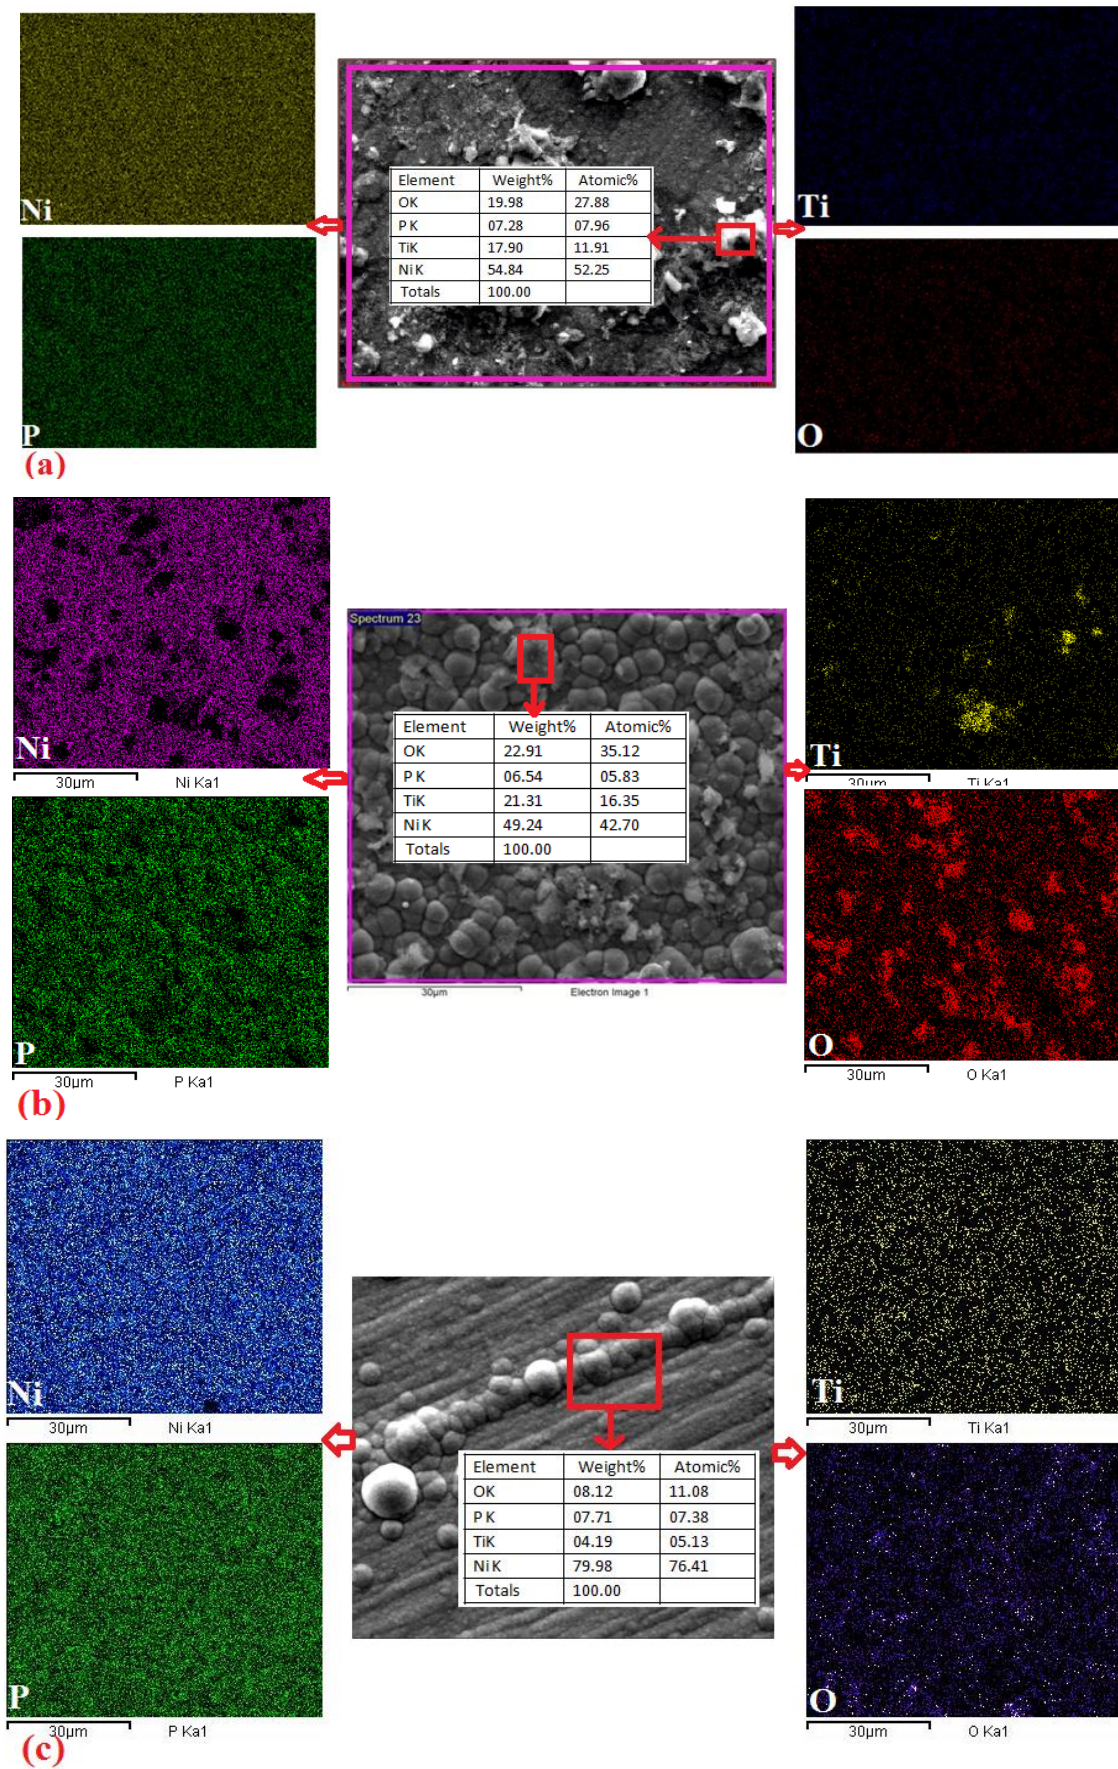 Ni
Ti
Element Weight% Atomic%
OK 19.98 27.88
PK 07.28 07.96
TiK 17.90 11.91
NiK 54.84 52.25
Totals 100.00
P
O
(a)
Ni
30µm Ni Ka1
Ti
30µm Ti Ka1
Spectrum 23
Element Weight% Atomic%
OK 22.91 35.12
PK 06.54 05.83
TiK 21.31 16.35
NiK 49.24 42.70
Totals 100.00
30µm Electron Image 1
P
30µm P Ka1
O
30µm O Ka1
(b)
Ni
30µm Ni Ka1
Ti
30µm Ti Ka1
Element Weight% Atomic%
OK 08.12 11.08
PK 07.71 07.38
TiK 04.19 05.13
NiK 79.98 76.41
Totals 100.00
P
30µm P Ka1
O
30µm O Ka1
(c)